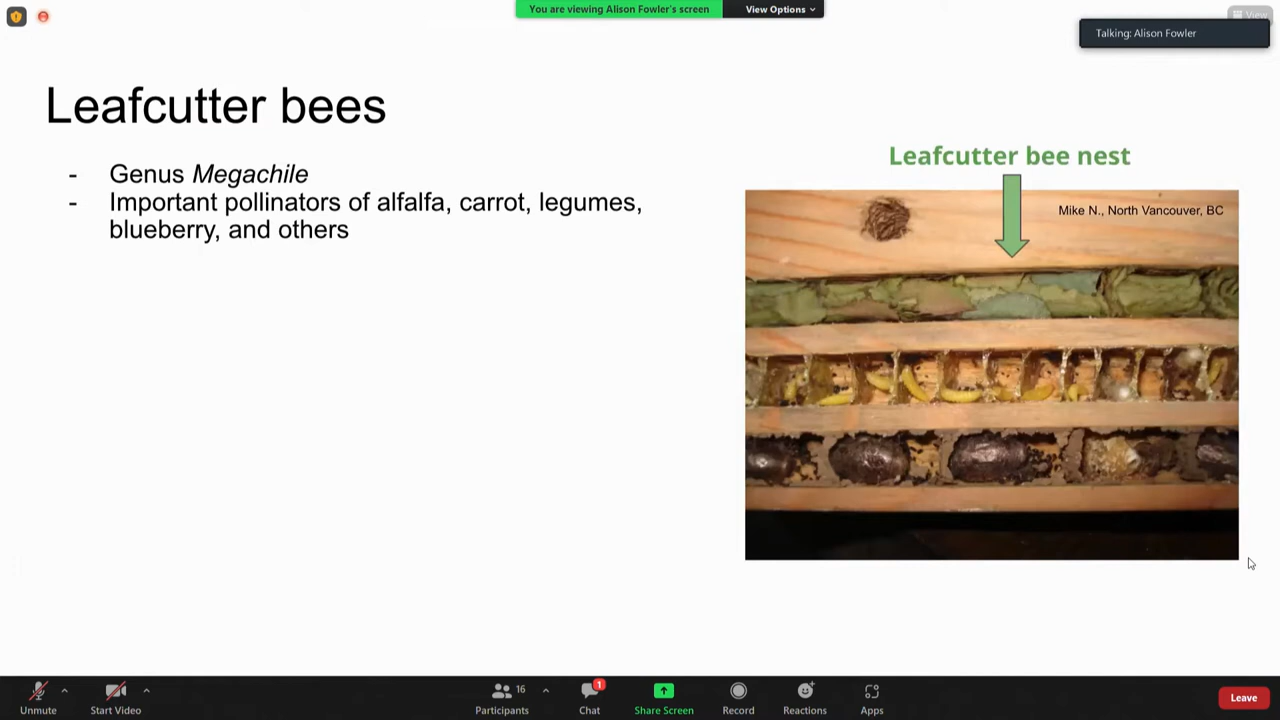 You are viewing Alison Fowler's screen
View Options
View
Talking: Alison Fowler
Leafcutter bees
- Genus Megachile
- Important pollinators of alfalfa, carrot, legumes,
blueberry, and others
Leafcutter bee nest
Mike N., North Vancouver, BC
Unmute
Start Video
16
Participants
1
Chat
Share Screen
Record
Reactions
Apps
Leave